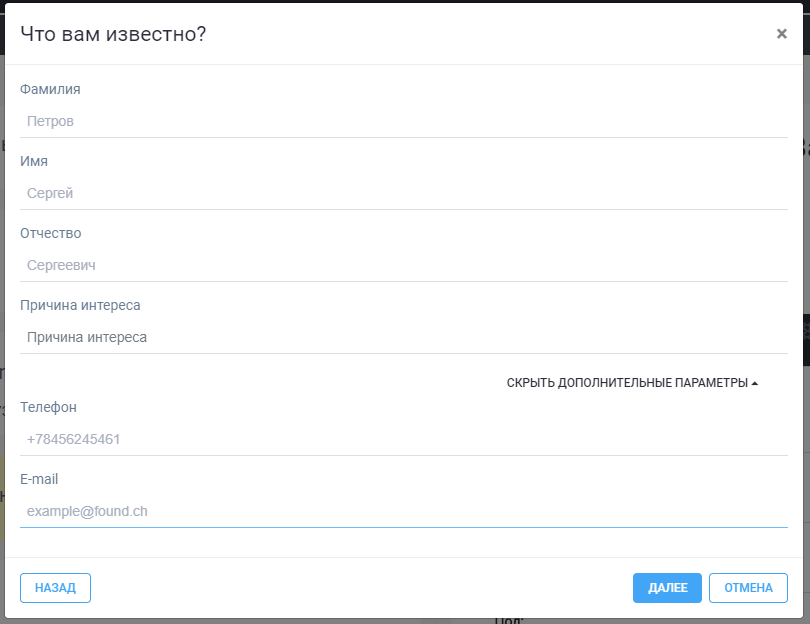 Что вам известно?
×
Фамилия
Петров
Имя
Сергей
Отчество
Сергеевич
Причина интереса
Причина интереса
СКРЫТЬ ДОПОЛНИТЕЛЬНЫЕ ПАРАМЕТРЫ
Телефон
+78456245461
E-mail
example@found.ch
НАЗАД ДАЛЕЕ ОТМЕНА